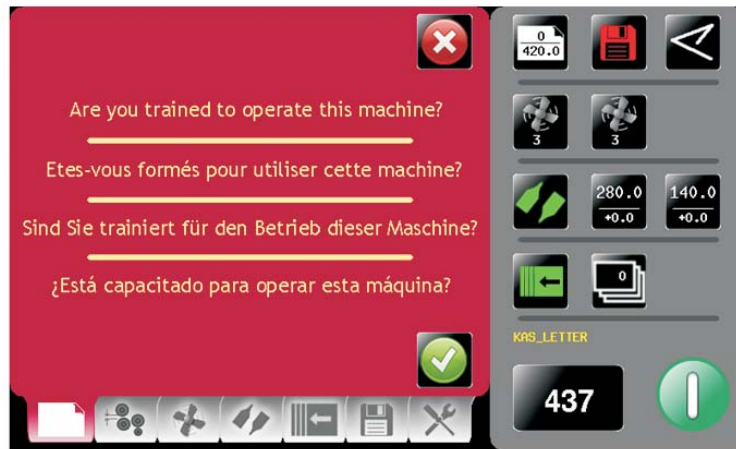 Are you trained to operate this machine?
Etes-vous formés pour utiliser cette machine?
Sind Sie trainiert für den Betrieb dieser Maschine?
¿Está capacitado para operar esta máquina?
0
420.0
3
3
280.0
+0.0
140.0
+0.0
0
KAS_LETTER
437